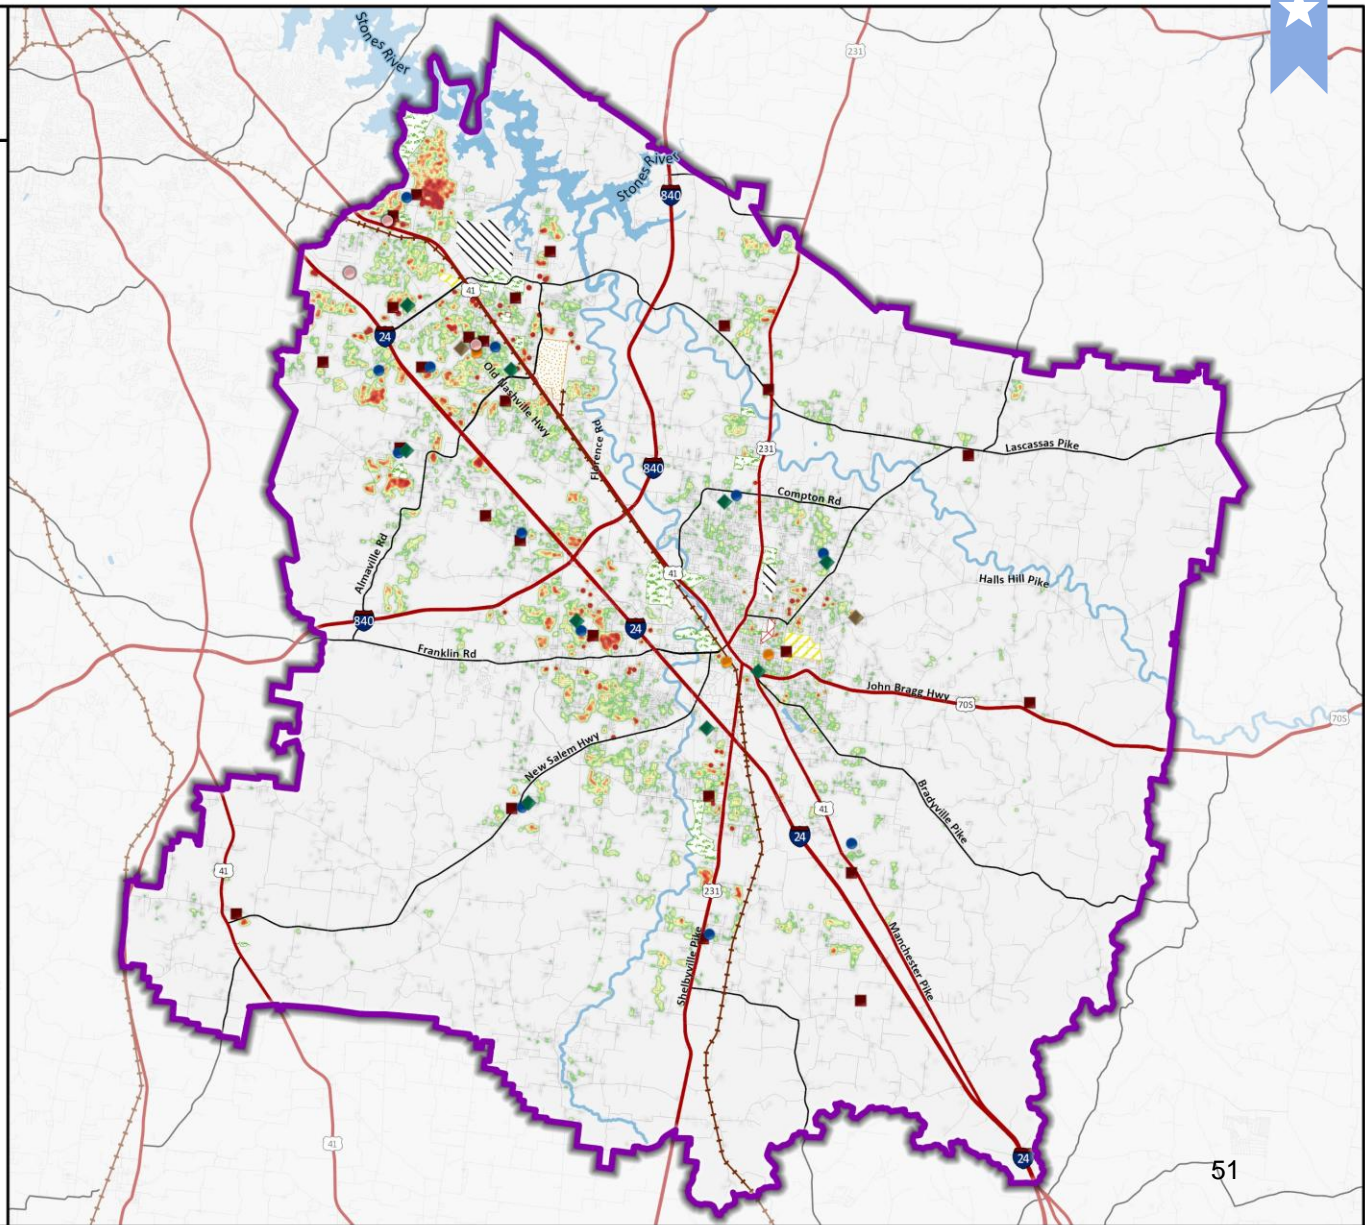 Stones River
231
Stones River
840
41
24
Old Nashville Hwy
Florence Rd
231
Lascassas Pike
840
Compton Rd
Almaville Rd
41
Halls Hill Pike
840
24
Franklin Rd
John Bragg Hwy
70S
70S
New Salem Hwy
41
Bradyville Pike
24
41
231
Shelbyville Pike
Manchester Pike
41
24
51